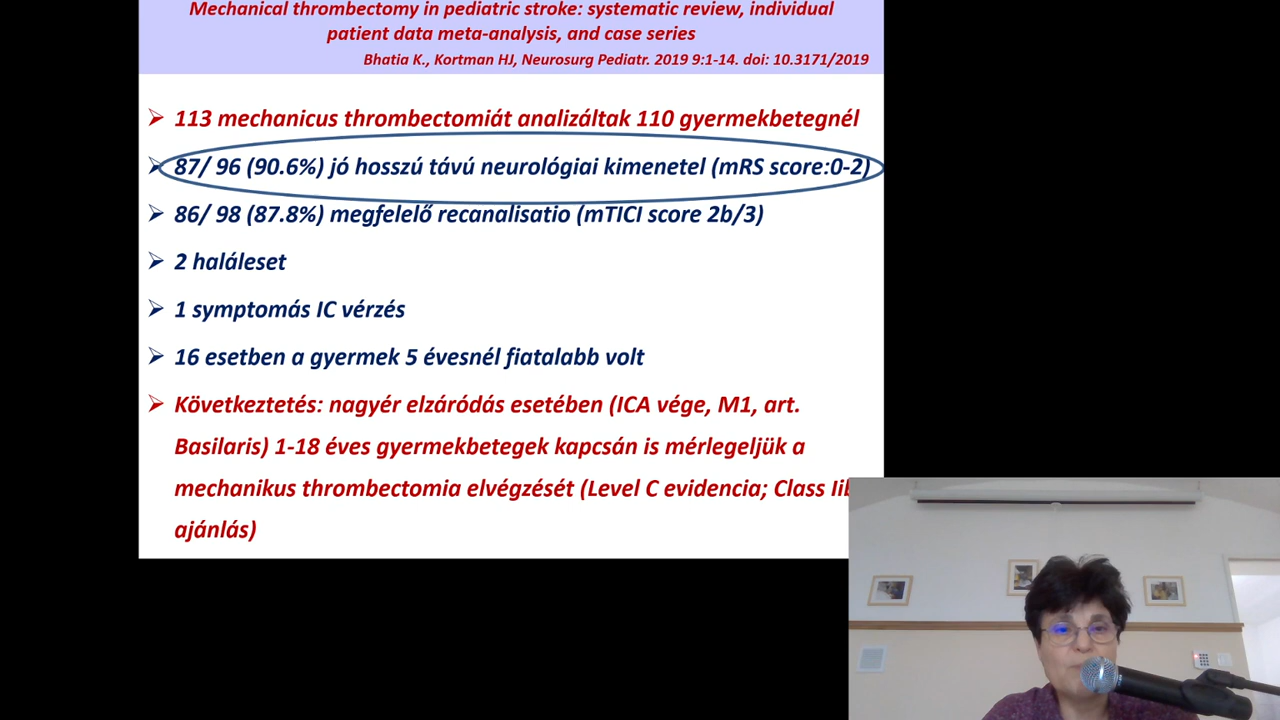 Mechanical thrombectomy in pediatric stroke: systematic review, individual
patient data meta-analysis, and case series
Bhatia K., Kortman HJ, Neurosurg Pediatr. 2019 9:1-14. doi: 10.3171/2019
113 mechanicus thrombectomiát analizáltak 110 gyermekbetegnél
87/ 96 (90.6%) jó hosszú távú neurológiai kimenetel (mRS score:0-2)
86/ 98 (87.8%) megfelelő recanalisatio (mTICI score 2b/3)
2 haláleset
1 symptomás IC vérzés
16 esetben a gyermek 5 évesnél fiatalabb volt
Következtetés: nagyér elzáródás esetében (ICA vége, M1, art.
Basilaris) 1-18 éves gyermekbetegek kapcsán is mérlegeljük a
mechanikus thrombectomia elvégzését (Level C evidencia; Class IIb
ajánlás)